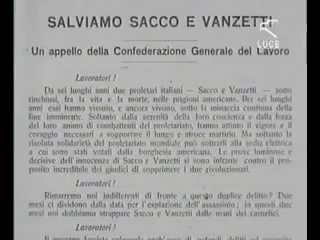 LUCE
SALVIAMO SACCO E VANZETTI
Un appello della Confederazione Generale del Lavoro
Lavoratori !
Da sei lunghi anni due proletari italiani — Sacco e Vanzetti — sono
rinchiusi, fra la vita e la morte, nelle prigioni americane. Per sei lunghi
anni essi hanno vissuto, e ancora vivono, sotto la minaccia continua della
fine imminente. Soltanto dalla serenità della loro coscienza e dalla forza
del loro animo di combattenti del proletariato, hanno attinto il vigore e il
coraggio necessari a sopportare il lungo e atroce martirio. Ma soltanto la
risoluta solidarietà del proletariato mondiale può sottrarli alla sedia elettrica
a cui sono stati votati dalla borghesia americana. Le prove luminose e
decisive dell'innocenza di Sacco e Vanzetti si sono infrante contro il pro-
posito incredibile dei giudici di sopprimere i due rivoluzionari.
Lavoratori !
Rimarremo noi indifferenti di fronte a questo duplice delitto? Due
mesi ci dividono dalla data per l'espiazione dell'assassinio; in questi due
mesi noi dobbiamo strappare Sacco e Vanzetti dalle mani dei carnefici.
Lavoratori !